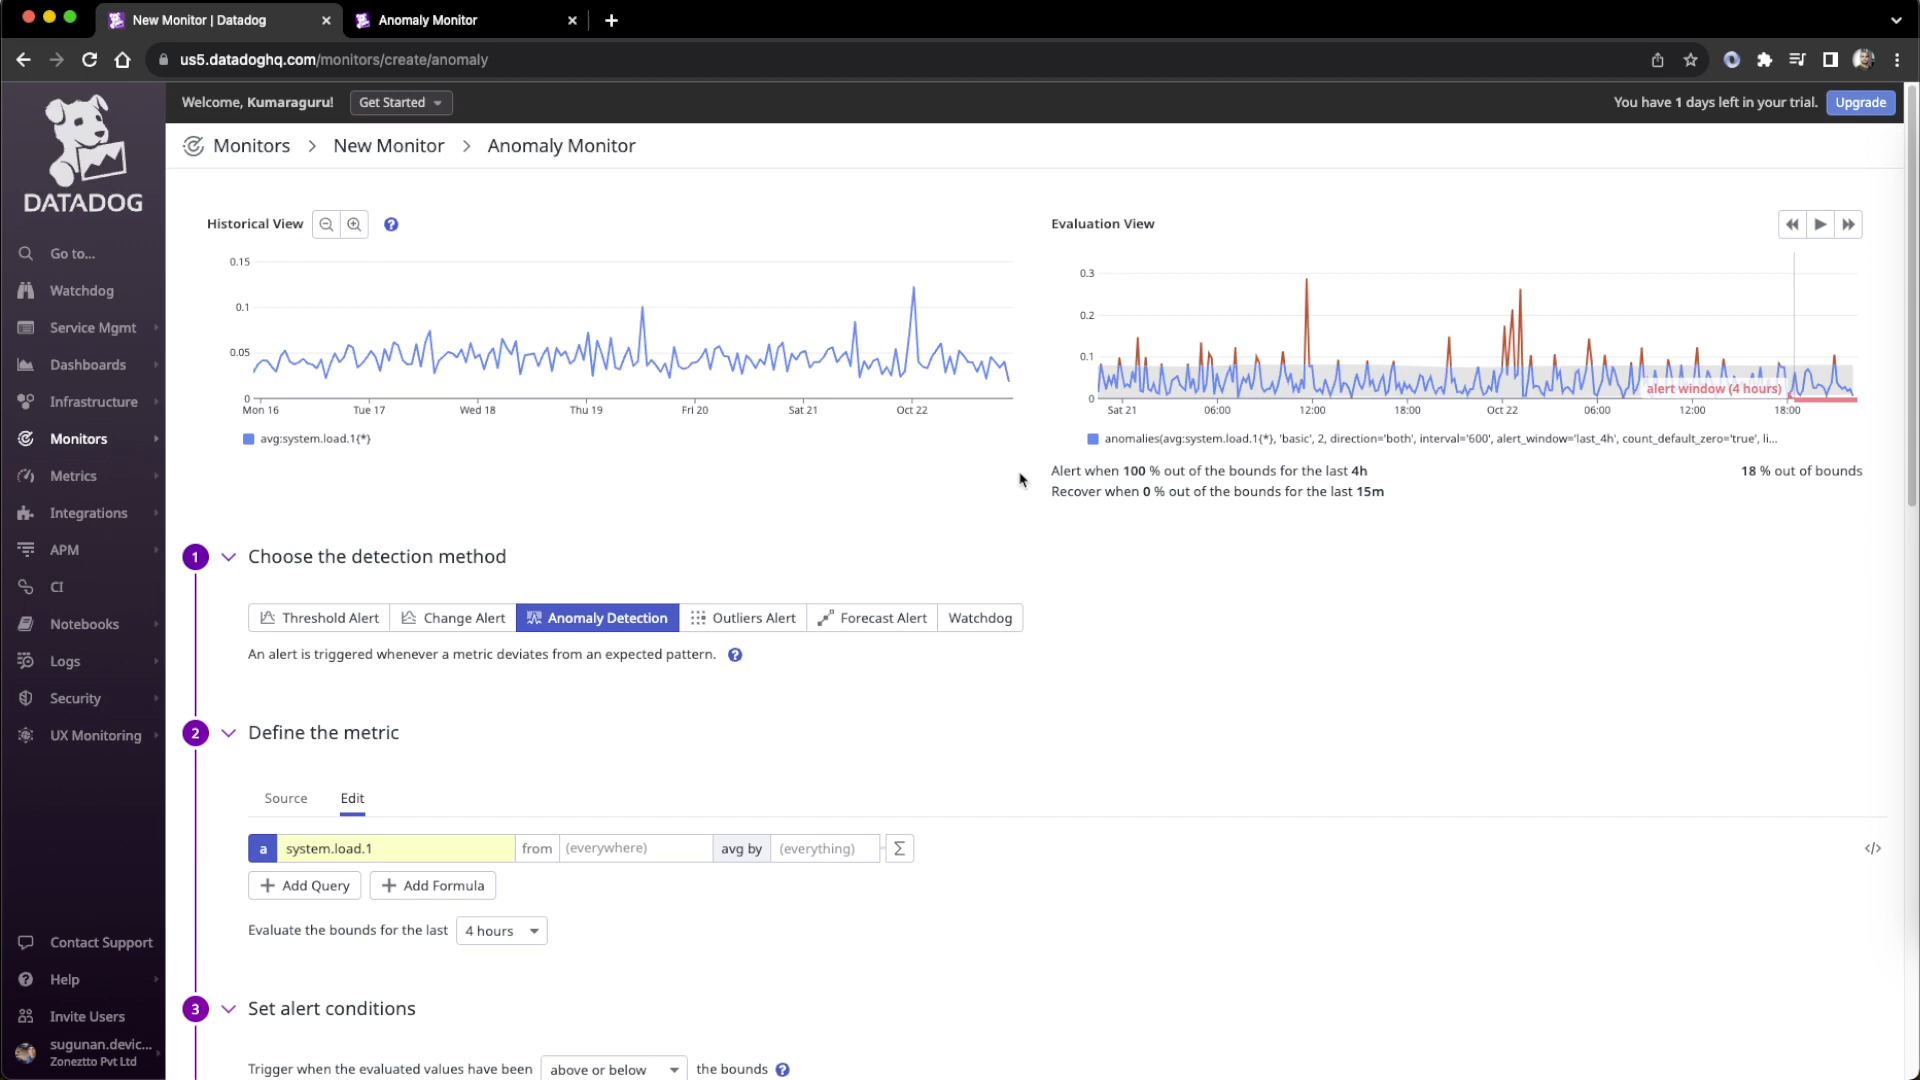 New Monitor | Datadog
Anomaly Monitor
us5.datadoghq.com/monitors/create/anomaly
Welcome, Kumaraguru!
Get Started
You have 1 days left in your trial.
Upgrade
DATADOG
Go to...
Watchdog
Service Mgmt
Dashboards
Infrastructure
Monitors
Metrics
Integrations
APM
CI
Notebooks
Logs
Security
UX Monitoring
Contact Support
Help
Invite Users
sugunan.devic...
Zoneztto Pvt Ltd
Monitors > New Monitor > Anomaly Monitor
Historical View
0.15
0.1
0.05
0
Mon 16 Tue 17 Wed 18 Thu 19 Fri 20 Sat 21 Oct 22
avg:system.load.1{*}
Evaluation View
0.3
0.2
0.1
0
alert window (4 hours)
Sat 21 06:00 12:00 18:00 Oct 22 06:00 12:00 18:00
anomalies(avg:system.load.1{*}, 'basic', 2, direction='both', interval='600', alert_window='last_4h', count_default_zero='true', li...
Alert when 100 % out of the bounds for the last 4h
18 % out of bounds
Recover when 0 % out of the bounds for the last 15m
1 Choose the detection method
Threshold Alert
Change Alert
Anomaly Detection
Outliers Alert
Forecast Alert
Watchdog
An alert is triggered whenever a metric deviates from an expected pattern. ?
2 Define the metric
Source
Edit
a system.load.1 from (everywhere) avg by (everything) Σ
</>
+ Add Query
+ Add Formula
Evaluate the bounds for the last 4 hours
3 Set alert conditions
Trigger when the evaluated values have been above or below the bounds ?